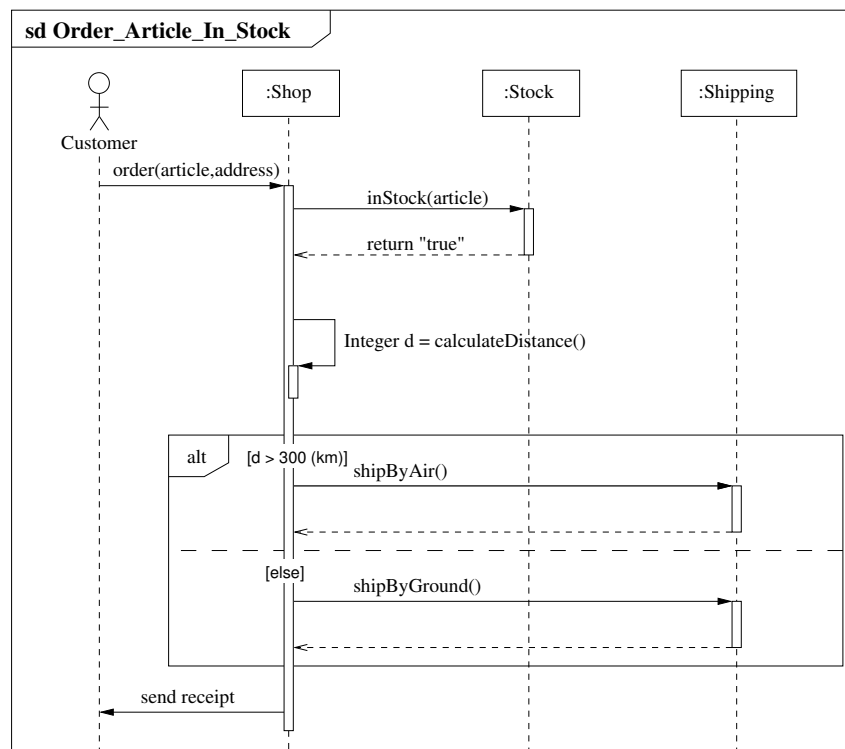 sd Order_Article_In_Stock
:Shop
:Stock
:Shipping
Customer
order(article,address)
inStock(article)
return "true"
Integer d = calculateDistance()
alt
[d > 300 (km)]
shipByAir()
[else]
shipByGround()
send receipt